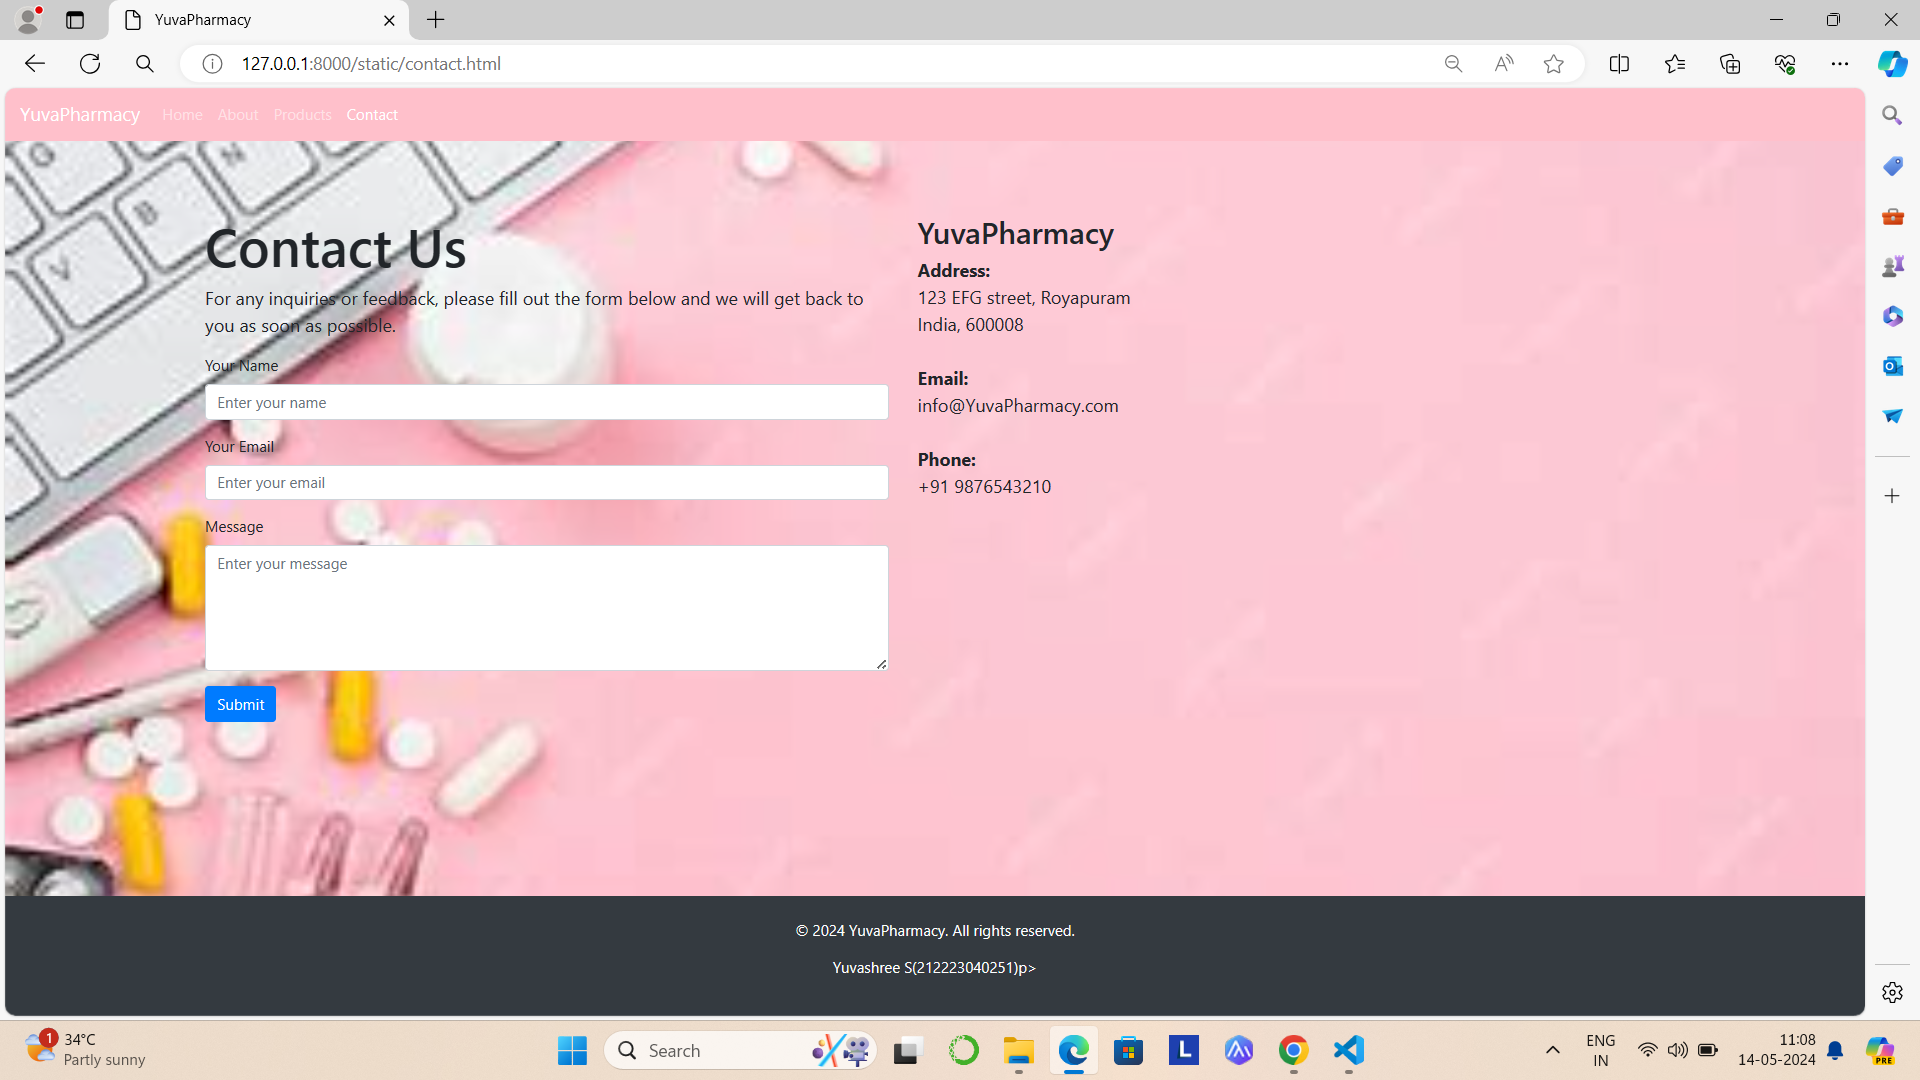 YuvaPharmacy
127.0.0.1:8000/static/contact.html
YuvaPharmacy Home About Products Contact
Contact Us
For any inquiries or feedback, please fill out the form below and we will get back to
you as soon as possible.
Your Name
Enter your name
Your Email
Enter your email
Message
Enter your message
Submit
YuvaPharmacy
Address:
123 EFG street, Royapuram
India, 600008
Email:
info@YuvaPharmacy.com
Phone:
+91 9876543210
© 2024 YuvaPharmacy. All rights reserved.
Yuvashree S(212223040251)p>
1
34°C
Partly sunny
Search
L
ENG
IN
11:08
14-05-2024
PRE